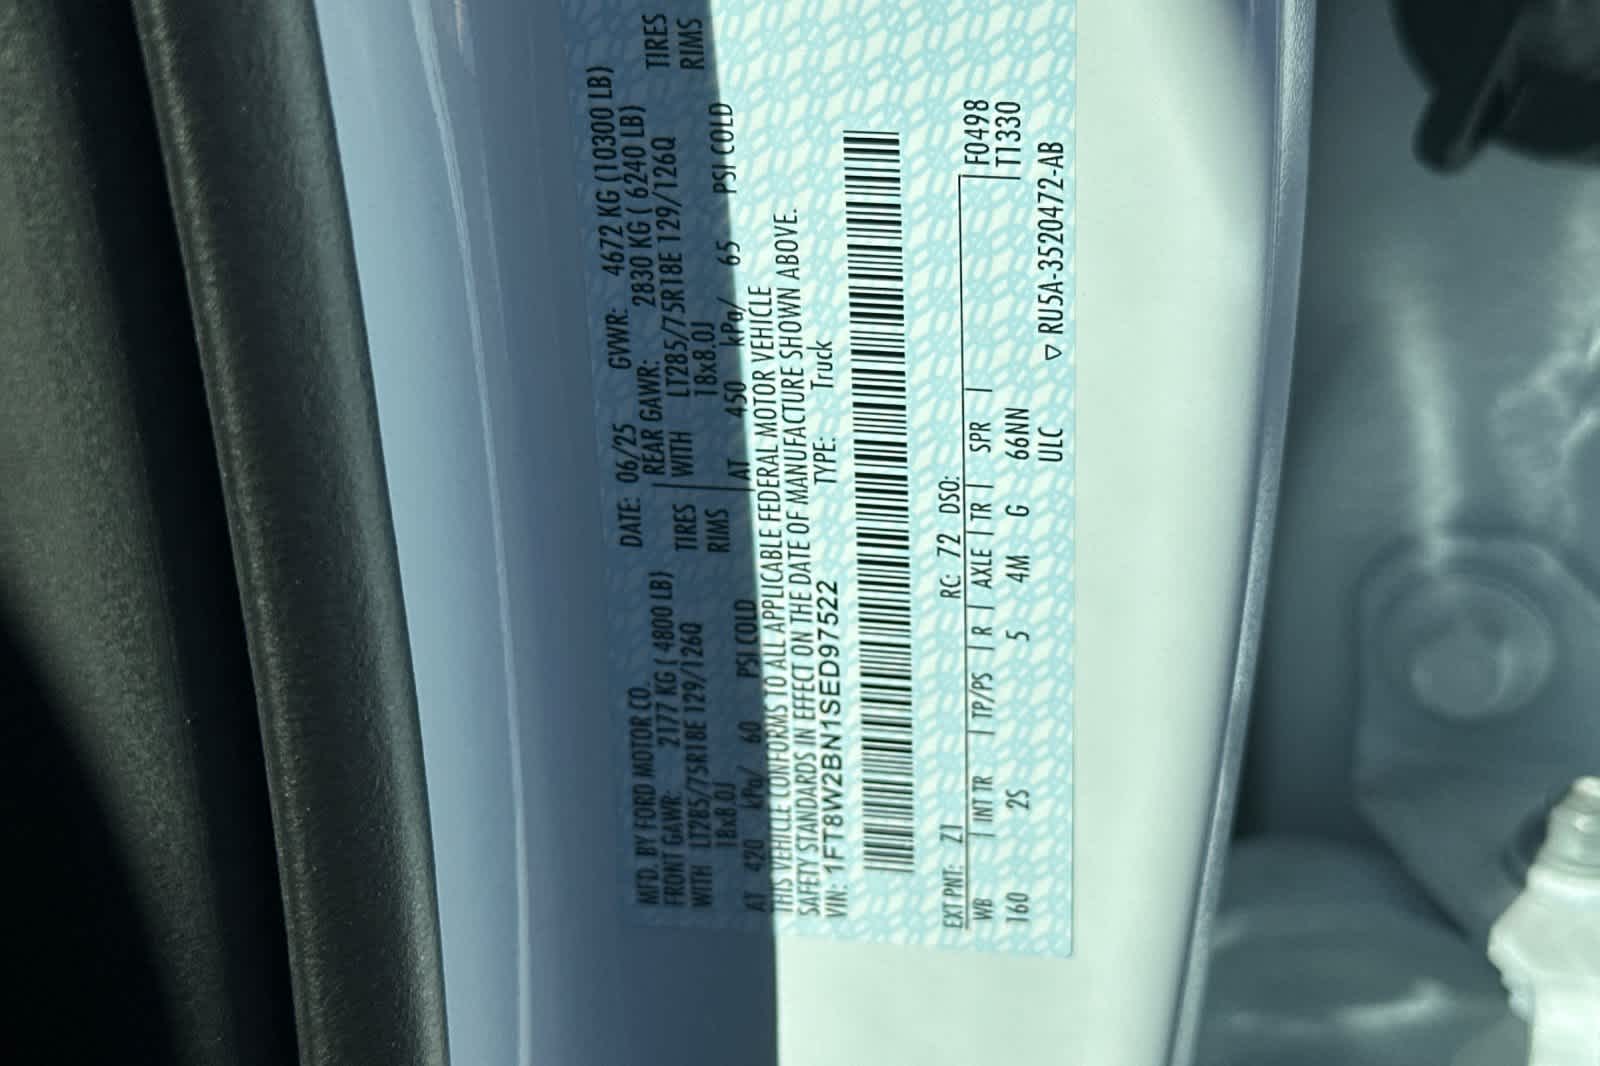 MFD. BY FORD MOTOR CO. DATE: 06/25 GVWR: 4672 KG (10300 LB)
FRONT GAWR: 2177 KG ( 4800 LB) REAR GAWR: 2830 KG ( 6240 LB)
WITH LT285/75R18E 129/126Q TIRES WITH LT285/75R18E 129/126Q TIRES
18x8.0J RIMS 18x8.0J RIMS
AT 420 kPa/ 60 PSI COLD AT 450 kPa/ 65 PSI COLD
THIS VEHICLE CONFORMS TO ALL APPLICABLE FEDERAL MOTOR VEHICLE
SAFETY STANDARDS IN EFFECT ON THE DATE OF MANUFACTURE SHOWN ABOVE.
VIN: 1FT8W2BN1SED97522 TYPE: Truck
EXT PNT: Z1 RC: 72 DSO: F0498
WB | INT TR | TP/PS | R | AXLE | TR | SPR | T1330
160 2S 5 4M G 66NN
ULC ▽ RU5A-3520472-AB